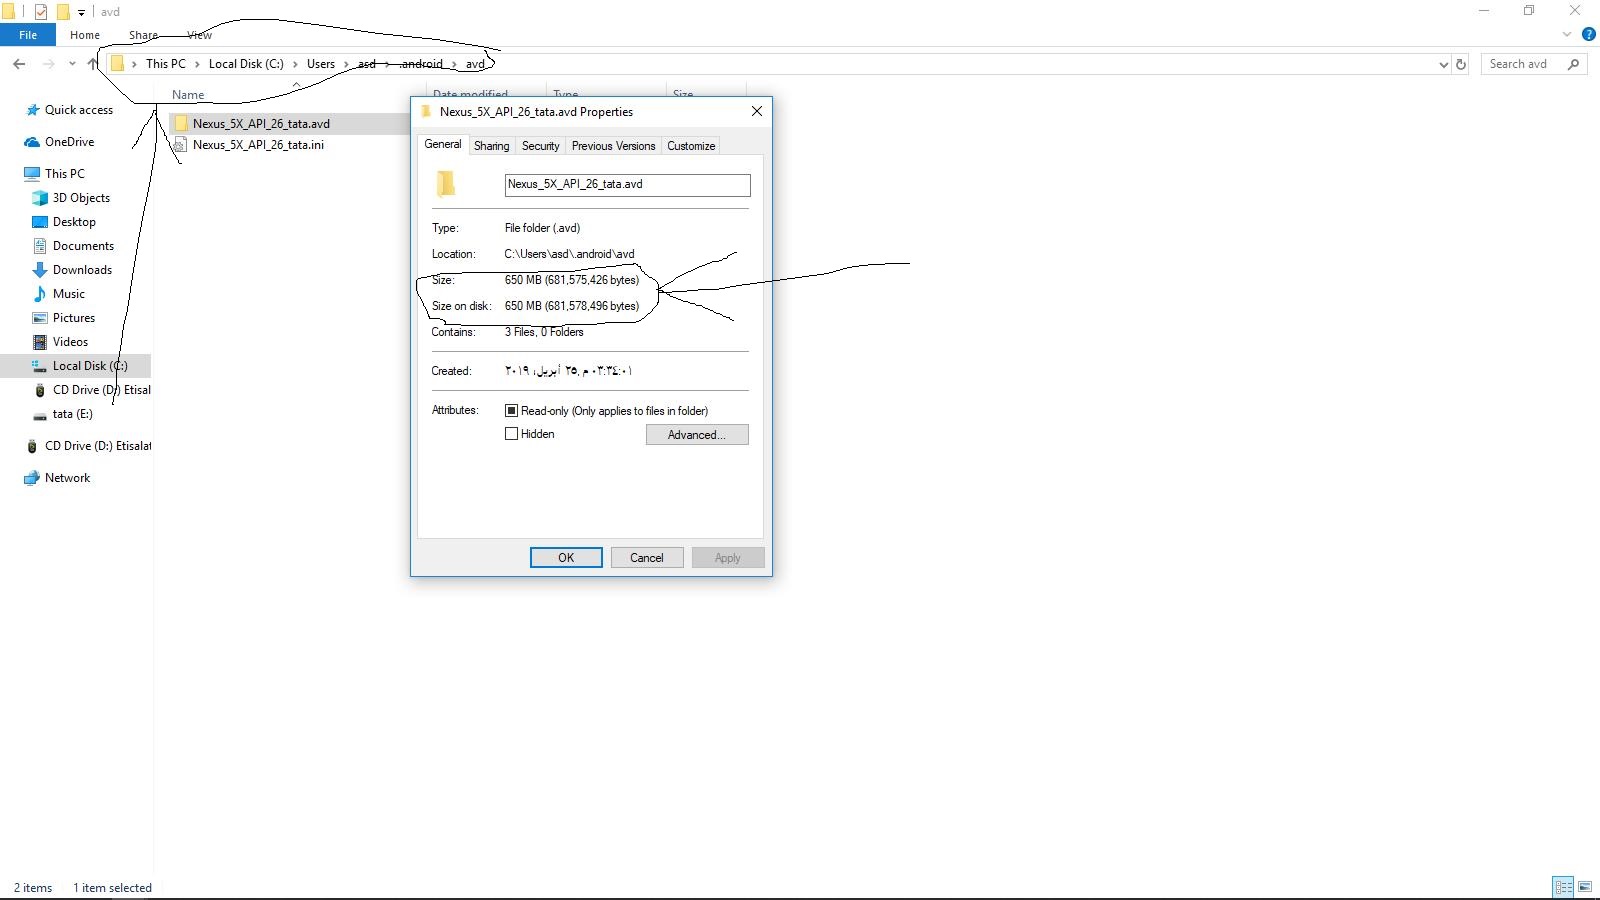 avd
File Home Share View
This PC Local Disk (C:) Users asd .android avd
Search avd
Name Date modified Type Size
Quick access
OneDrive
This PC
3D Objects
Desktop
Documents
Downloads
Music
Pictures
Videos
Local Disk (C:)
CD Drive (D:) Etisal
tata (E:)
CD Drive (D:) Etisalat
Network
Nexus_5X_API_26_tata.avd
Nexus_5X_API_26_tata.ini
Nexus_5X_API_26_tata.avd Properties
General Sharing Security Previous Versions Customize
Nexus_5X_API_26_tata.avd
Type: File folder (.avd)
Location: C:\Users\asd\.android\avd
Size: 650 MB (681,575,426 bytes)
Size on disk: 650 MB (681,578,496 bytes)
Contains: 3 Files, 0 Folders
Created: ٠٣:٣٤:٠١ م ,٢٥ أبريل، ٢٠١٩
Attributes: Read-only (Only applies to files in folder)
Hidden Advanced...
OK Cancel Apply
2 items 1 item selected